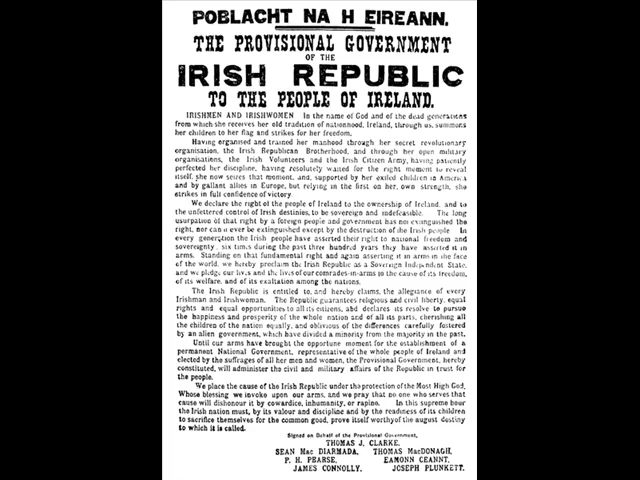 POBLACHT NA H EIREANN.
THE PROVISIONAL GOVERNMENT
OF THE
IRISH REPUBLIC
TO THE PEOPLE OF IRELAND.
IRISHMEN AND IRISHWOMEN In the name of God and of the dead generations
from which she receives her old tradition of nationhood, Ireland, through us, summons
her children to her flag and strikes for her freedom.
Having organised and trained her manhood through her secret revolutionary
organisation, the Irish Republican Brotherhood, and through her open military
organisations, the Irish Volunteers and the Irish Citizen Army, having patiently
perfected her discipline, having resolutely waited for the right moment to reveal
itself, she now seizes that moment, and, supported by her exiled children in America
and by gallant allies in Europe, but relying in the first on her own strength, she
strikes in full confidence of victory.
We declare the right of the people of Ireland to the ownership of Ireland, and to
the unfettered control of Irish destinies, to be sovereign and indefeasible. The long
usurpation of that right by a foreign people and government has not extinguished the
right, nor can it ever be extinguished except by the destruction of the Irish people. In
every generation the Irish people have asserted their right to national freedom and
sovereignty; six times during the past three hundred years they have asserted it in
arms. Standing on that fundamental right and again asserting it in arms in the face
of the world, we hereby proclaim the Irish Republic as a Sovereign Independent State,
and we pledge our lives and the lives of our comrades-in-arms to the cause of its freedom,
of its welfare, and of its exaltation among the nations.
The Irish Republic is entitled to, and hereby claims, the allegiance of every
Irishman and Irishwoman. The Republic guarantees religious and civil liberty, equal
rights and equal opportunities to all its citizens, and declares its resolve to pursue
the happiness and prosperity of the whole nation and of all its parts, cherishing all
the children of the nation equally, and oblivious of the differences carefully fostered
by an alien government, which have divided a minority from the majority in the past.
Until our arms have brought the opportune moment for the establishment of a
permanent National Government, representative of the whole people of Ireland and
elected by the suffrages of all her men and women, the Provisional Government, hereby
constituted, will administer the civil and military affairs of the Republic in trust for
the people.
We place the cause of the Irish Republic under the protection of the Most High God,
Whose blessing we invoke upon our arms, and we pray that no one who serves that
cause will dishonour it by cowardice, inhumanity, or rapine. In this supreme hour
the Irish nation must, by its valour and discipline and by the readiness of its children
to sacrifice themselves for the common good, prove itself worthy of the august destiny
to which it is called.
Signed on Behalf of the Provisional Government,
THOMAS J. CLARKE,
SEAN Mac DIARMADA, THOMAS MacDONAGH,
P. H. PEARSE, EAMONN CEANNT,
JAMES CONNOLLY, JOSEPH PLUNKETT.